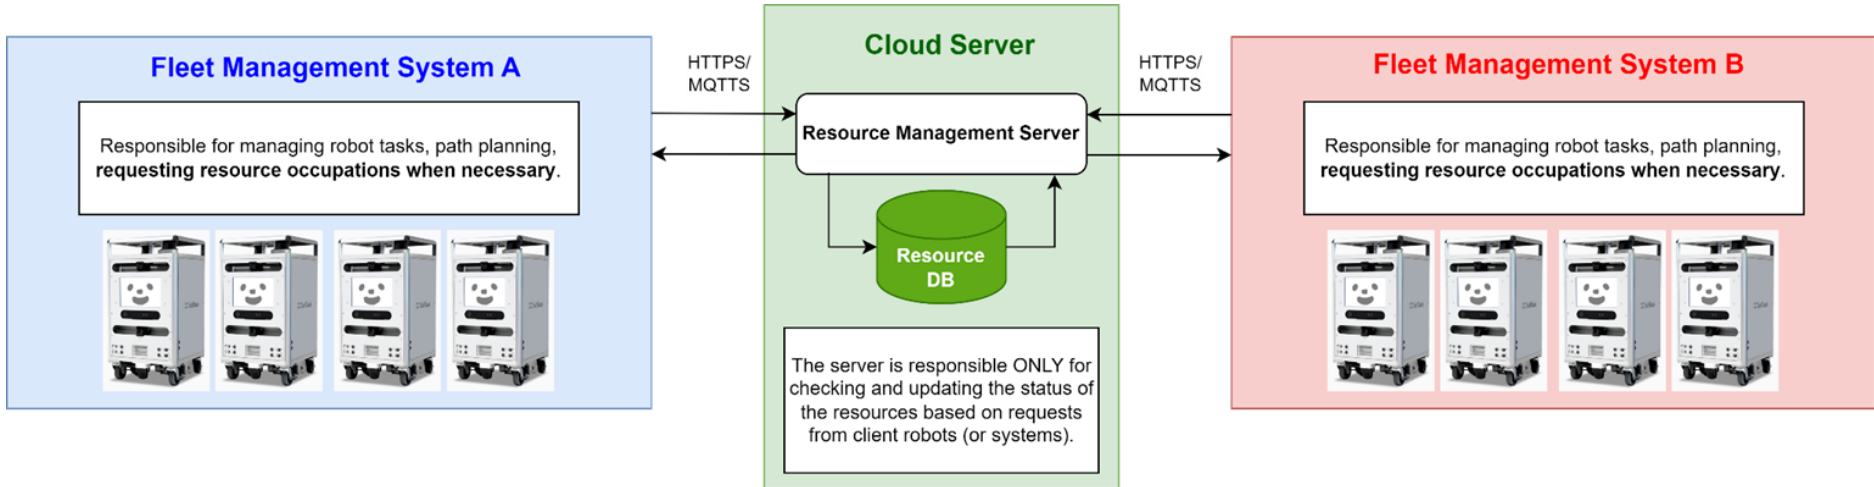 Fleet Management System A
Responsible for managing robot tasks, path planning,
requesting resource occupations when necessary.
HTTPS/
MQTTS
Cloud Server
Resource Management Server
Resource
DB
The server is responsible ONLY for
checking and updating the status of
the resources based on requests
from client robots (or systems).
HTTPS/
MQTTS
Fleet Management System B
Responsible for managing robot tasks, path planning,
requesting resource occupations when necessary.